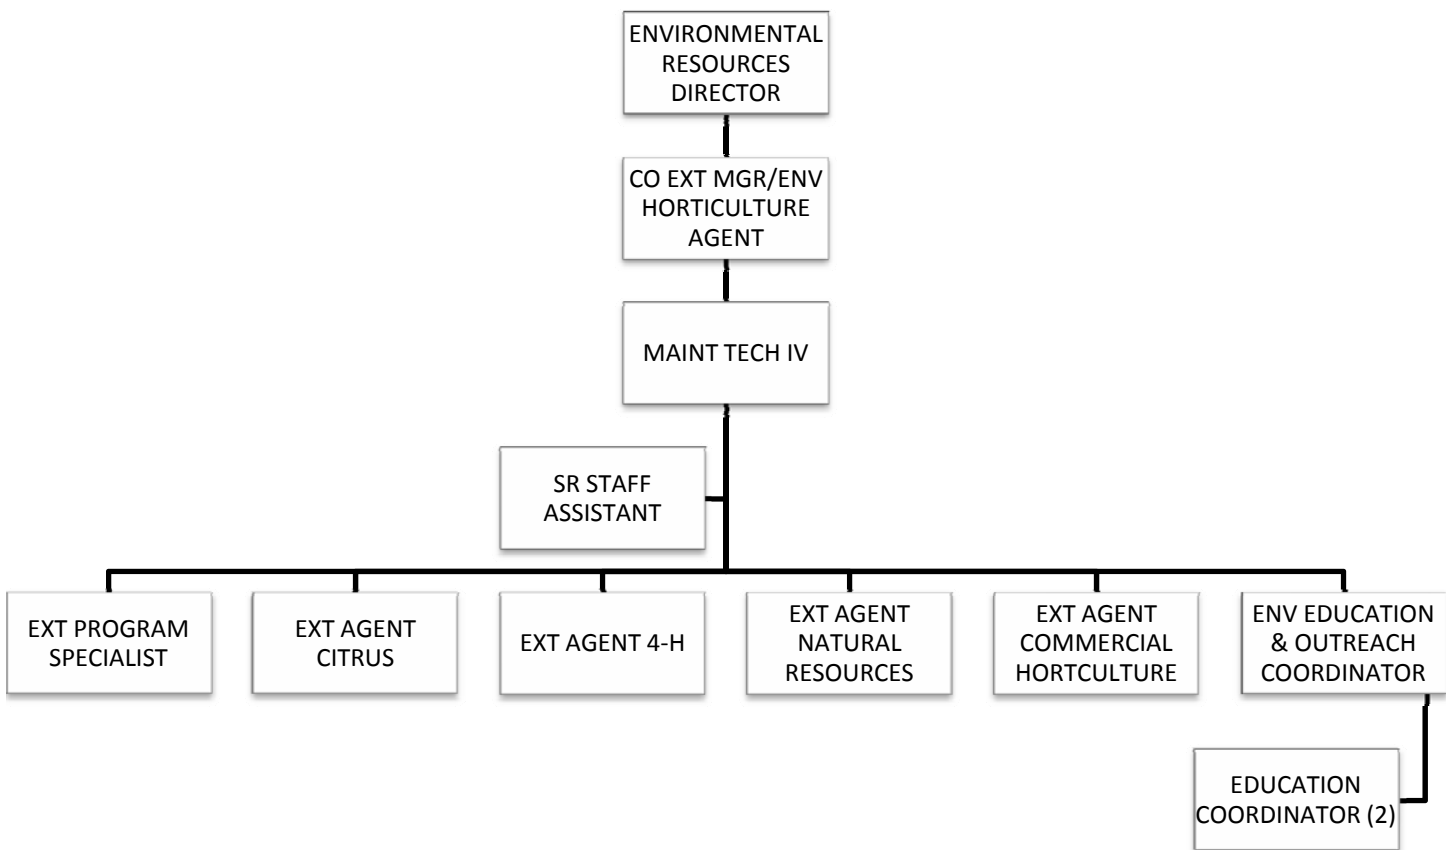 ENVIRONMENTAL
RESOURCES
DIRECTOR
CO EXT MGR/ENV
HORTICULTURE
AGENT
MAINT TECH IV
SR STAFF
ASSISTANT
EXT PROGRAM
SPECIALIST
EXT AGENT
CITRUS
EXT AGENT 4-H
EXT AGENT
NATURAL
RESOURCES
EXT AGENT
COMMERCIAL
HORTCULTURE
ENV EDUCATION
& OUTREACH
COORDINATOR
EDUCATION
COORDINATOR (2)